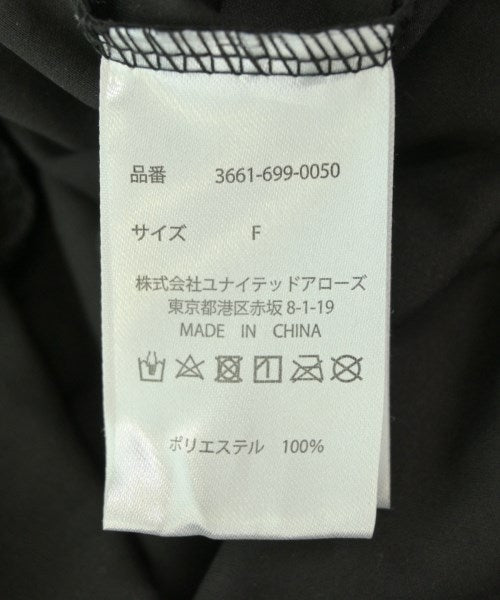 品番 3661-699-0050
サイズ F
株式会社ユナイテッドアローズ
東京都港区赤坂 8-1-19
MADE IN CHINA
ポリエステル 100%